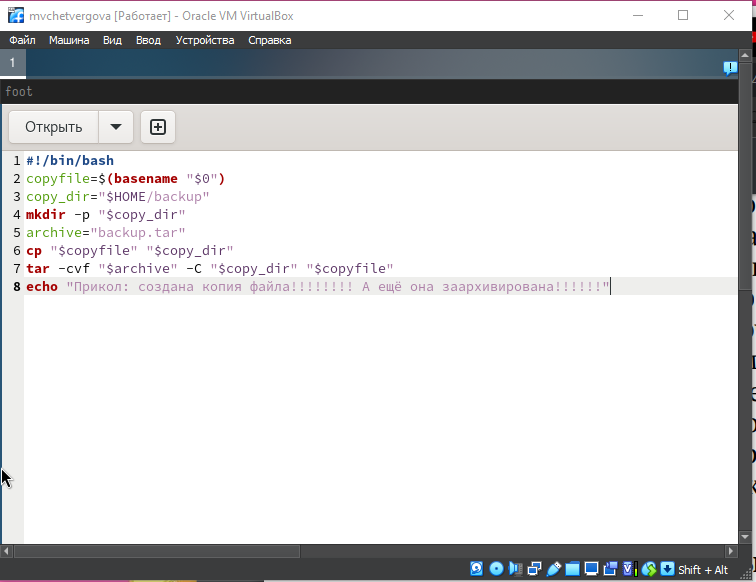 mvchetvergova [Работает] - Oracle VM VirtualBox
Файл Машина Вид Ввод Устройства Справка
1
foot
Открыть
1 #!/bin/bash
2 copyfile=$(basename "$0")
3 copy_dir="$HOME/backup"
4 mkdir -p "$copy_dir"
5 archive="backup.tar"
6 cp "$copyfile" "$copy_dir"
7 tar -cvf "$archive" -C "$copy_dir" "$copyfile"
8 echo "Прикол: создана копия файла!!!!!!!! А ещё она заархивирована!!!!!!"
Shift + Alt